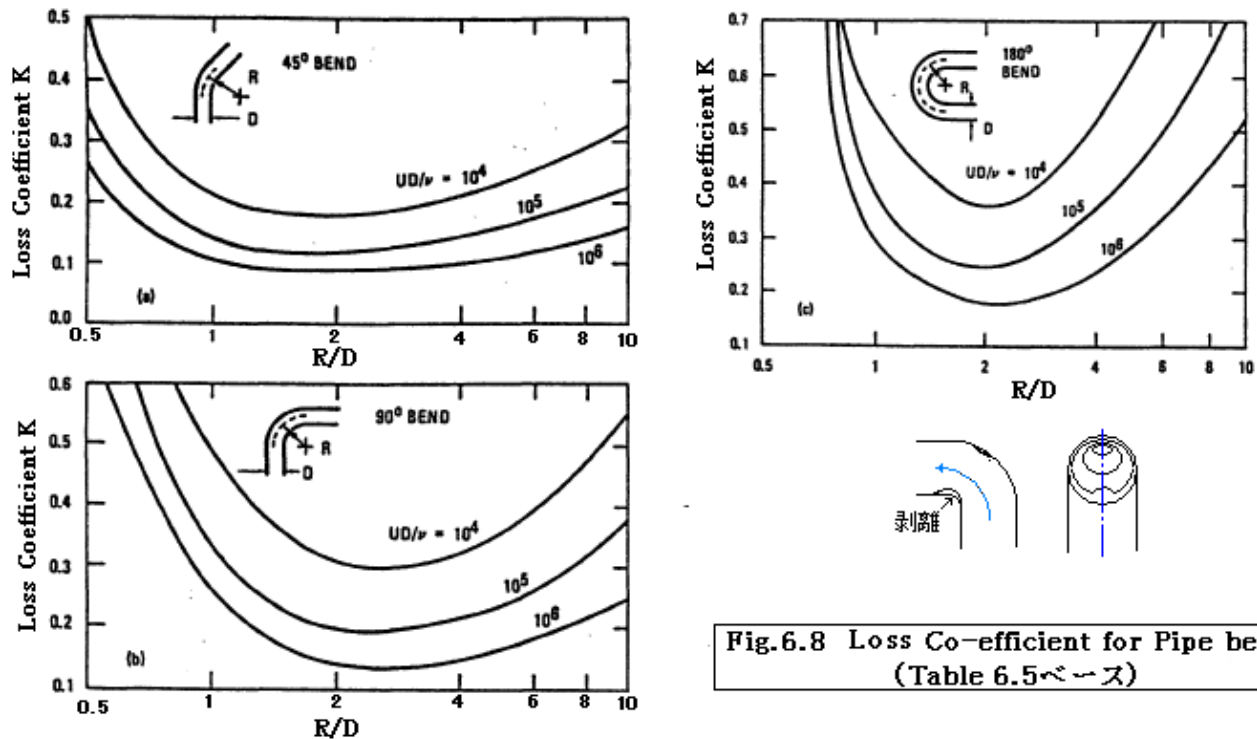 Loss Coefficient K
0.5
0.4
0.3
0.2
0.1
0.0
45° BEND
R
D
UD/ν = 10⁴
10⁵
10⁶
(a)
0.5 1 2 4 6 8 10
R/D
Loss Coefficient K
0.6
0.5
0.4
0.3
0.2
0.1
90° BEND
R
D
UD/ν = 10⁴
10⁵
10⁶
(b)
0.5 1 2 4 6 8 10
R/D
Loss Coefficient K
0.7
0.6
0.5
0.4
0.3
0.2
0.1
180°
BEND
R
D
UD/ν = 10⁴
10⁵
10⁶
(c)
0.5 1 2 4 6 8 10
R/D
剥離
Fig.6.8 Loss Co-efficient for Pipe be
(Table 6.5ベース)